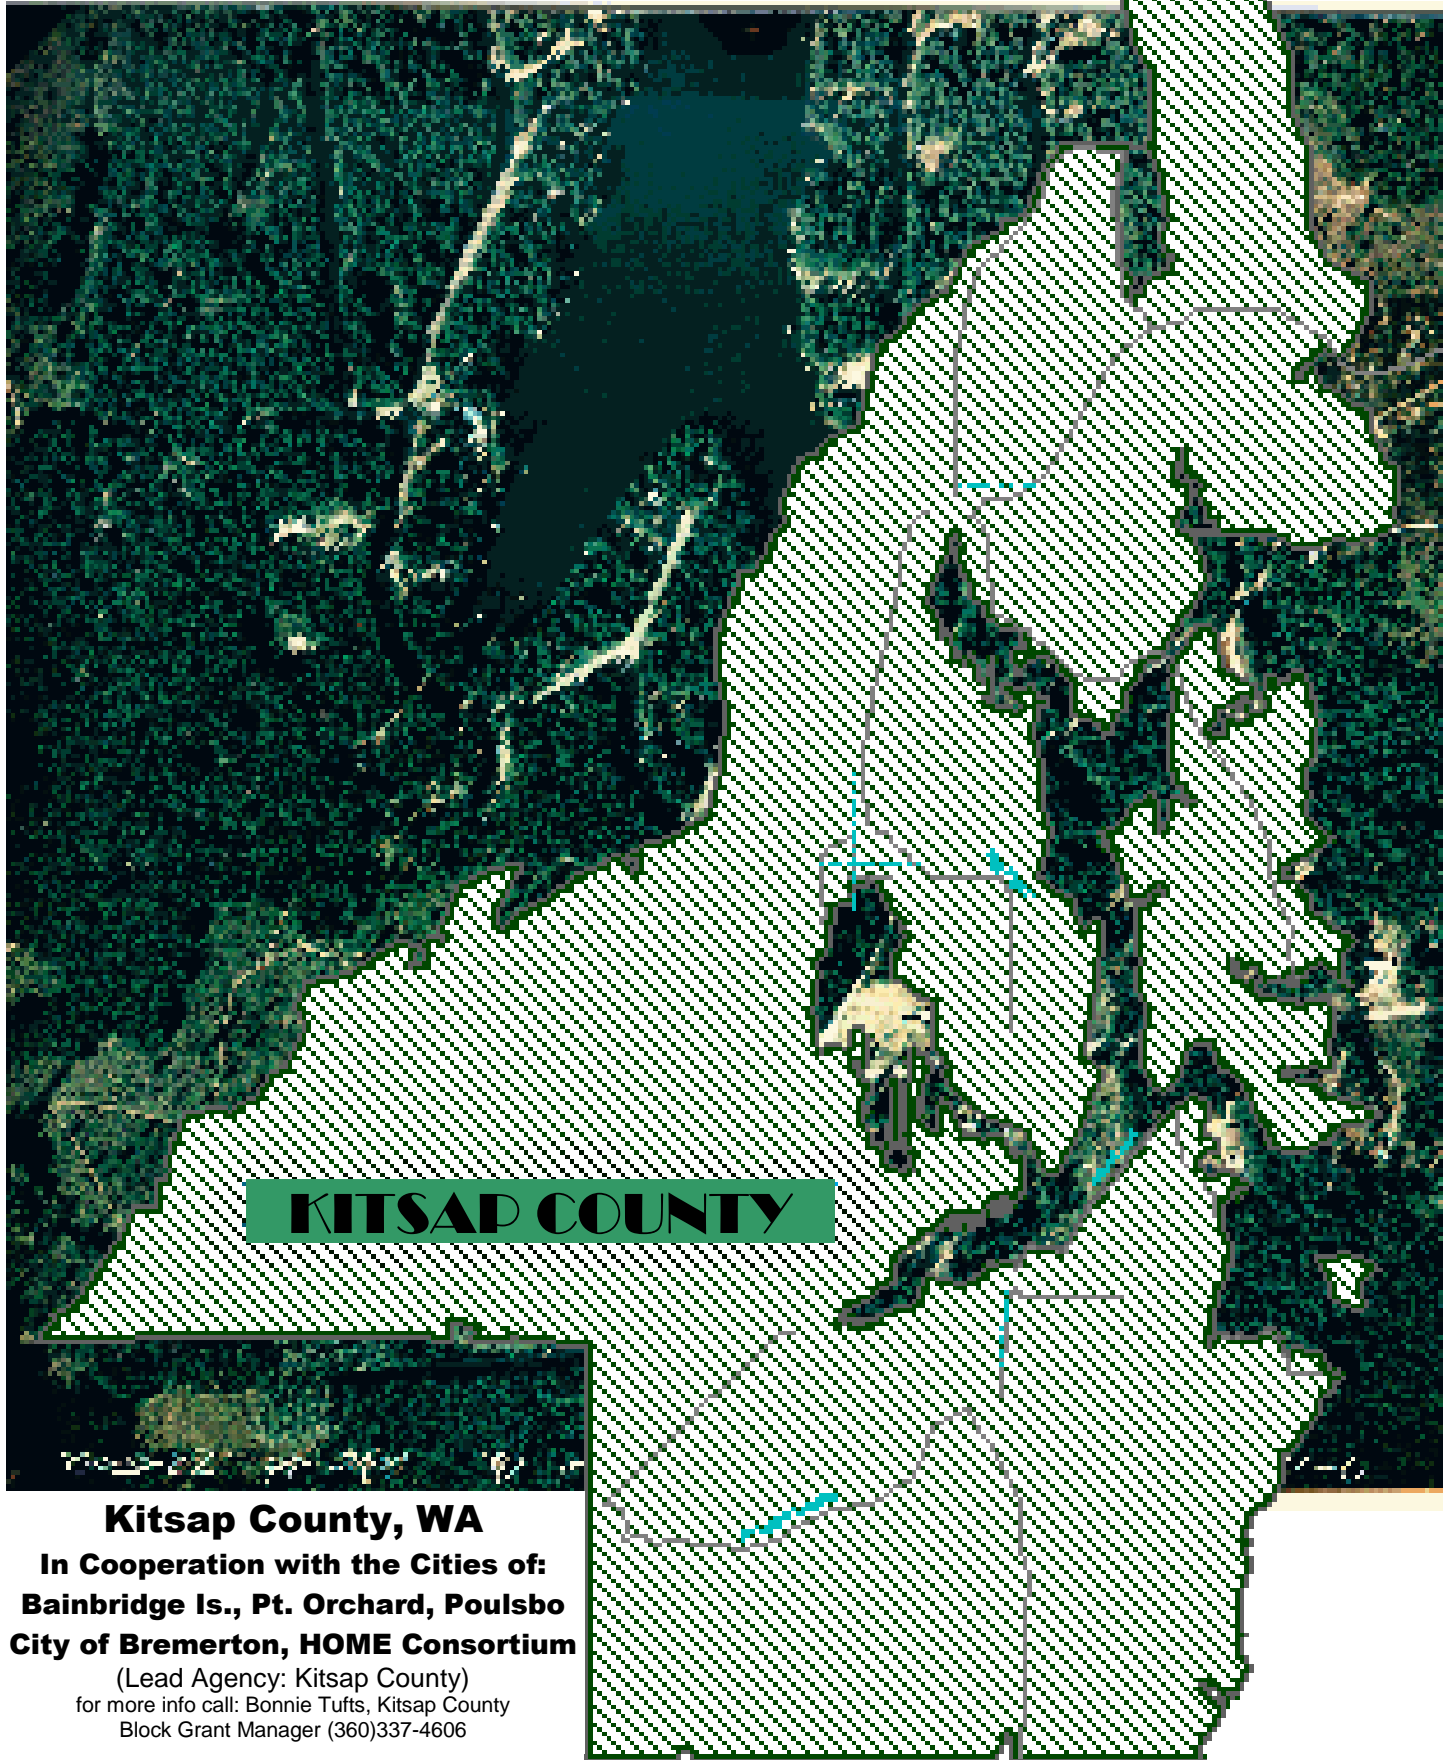 KITSAP COUNTY
Kitsap County, WA
In Cooperation with the Cities of:
Bainbridge Is., Pt. Orchard, Poulsbo
City of Bremerton, HOME Consortium
(Lead Agency: Kitsap County)
for more info call: Bonnie Tufts, Kitsap County
Block Grant Manager (360)337-4606